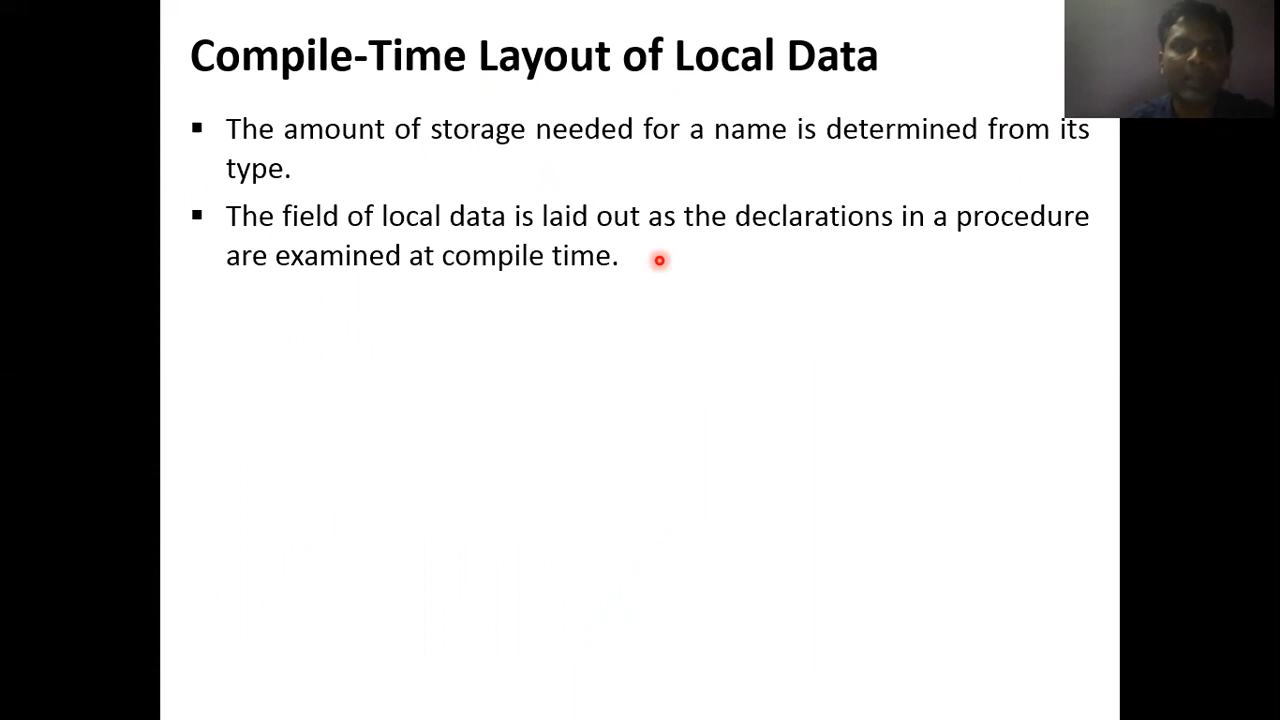 Compile-Time Layout of Local Data
▪ The amount of storage needed for a name is determined from its
type.
▪ The field of local data is laid out as the declarations in a procedure
are examined at compile time.